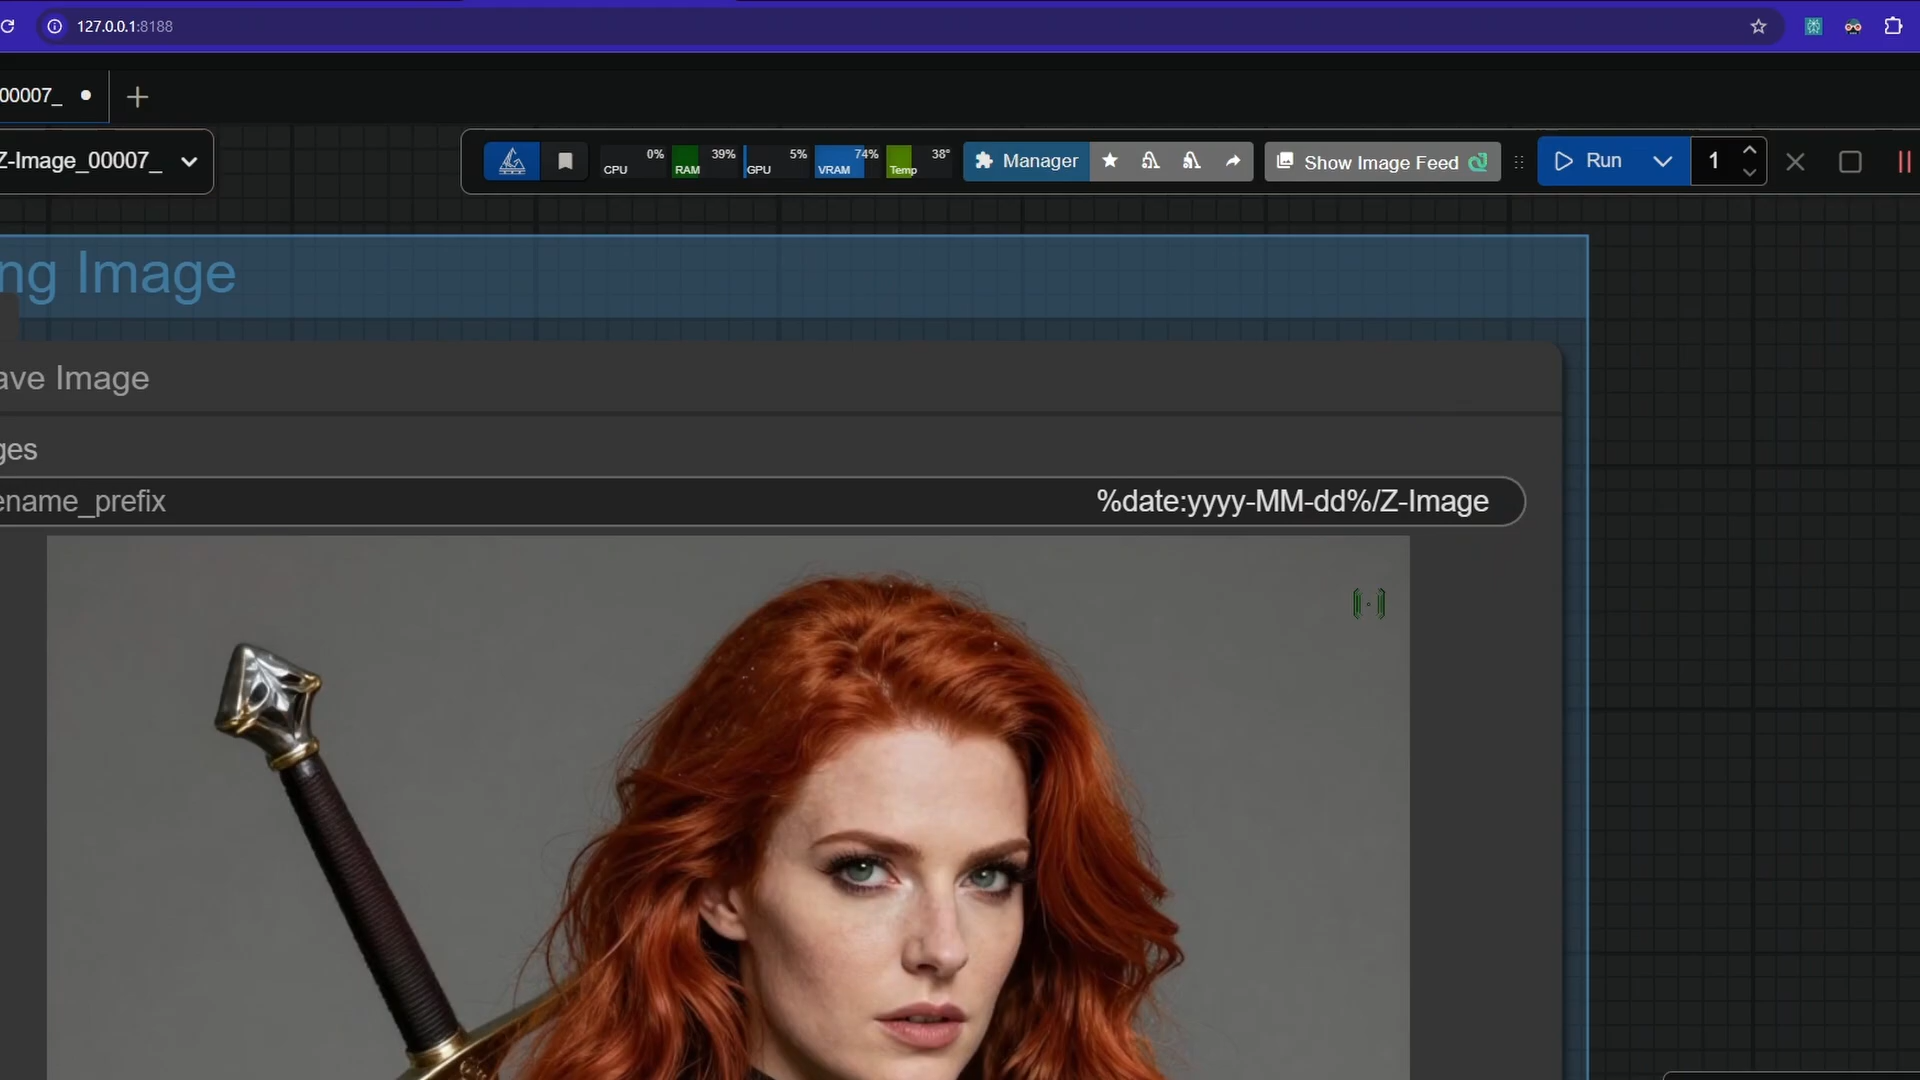 127.0.0.1:8188
00007_
Z-Image_00007_
CPU 0% RAM 39% GPU 5% VRAM 74% Temp 38° Manager Show Image Feed Run 1
ng Image
ave Image
ges
ename_prefix %date:yyyy-MM-dd%/Z-Image